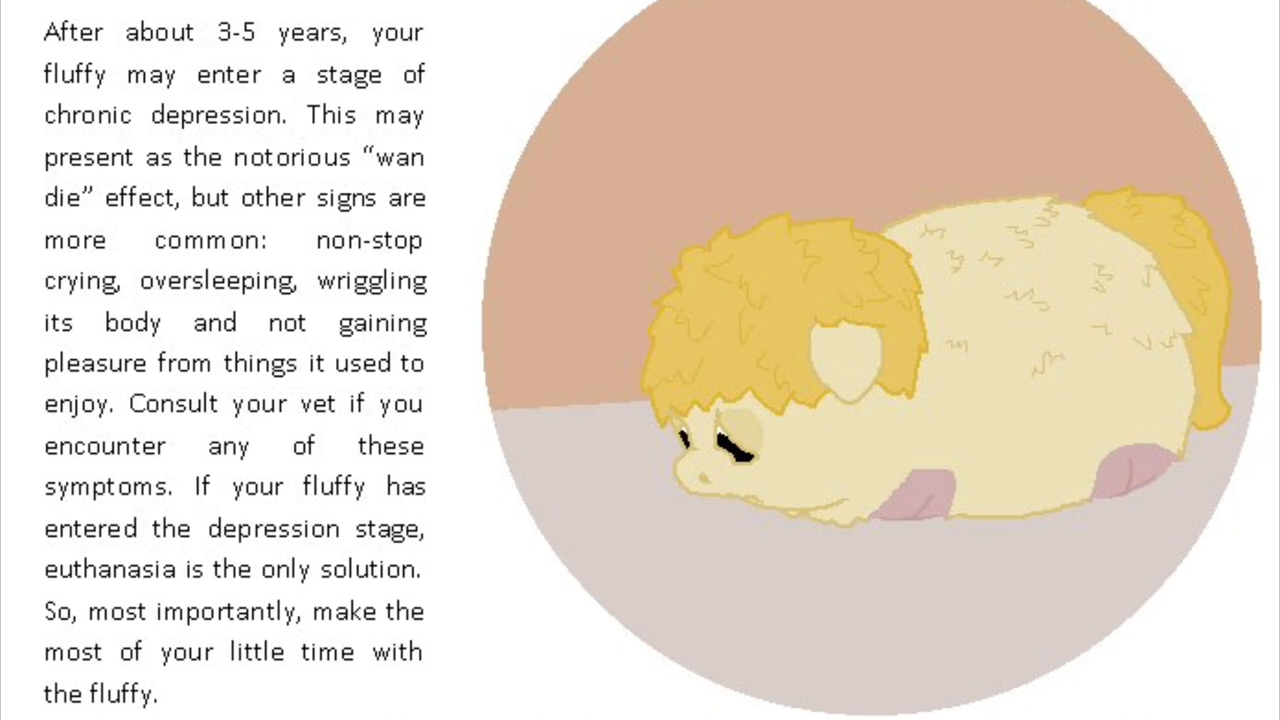 After about 3-5 years, your
fluffy may enter a stage of
chronic depression. This may
present as the notorious “wan
die” effect, but other signs are
more common: non-stop
crying, oversleeping, wriggling
its body and not gaining
pleasure from things it used to
enjoy. Consult your vet if you
encounter any of these
symptoms. If your fluffy has
entered the depression stage,
euthanasia is the only solution.
So, most importantly, make the
most of your little time with
the fluffy.